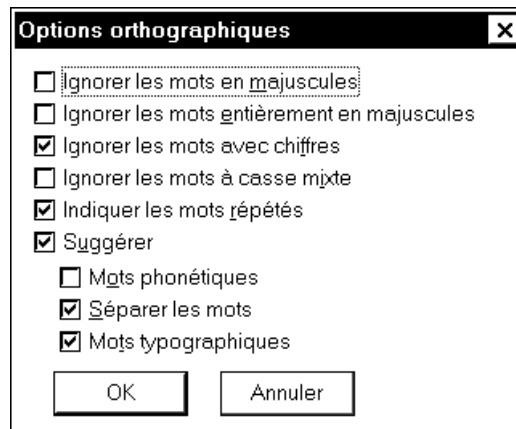 Options orthographiques
Ignorer les mots en majuscules
Ignorer les mots entièrement en majuscules
Ignorer les mots avec chiffres
Ignorer les mots à casse mixte
Indiquer les mots répétés
Suggérer
Mots phonétiques
Séparer les mots
Mots typographiques
OK Annuler